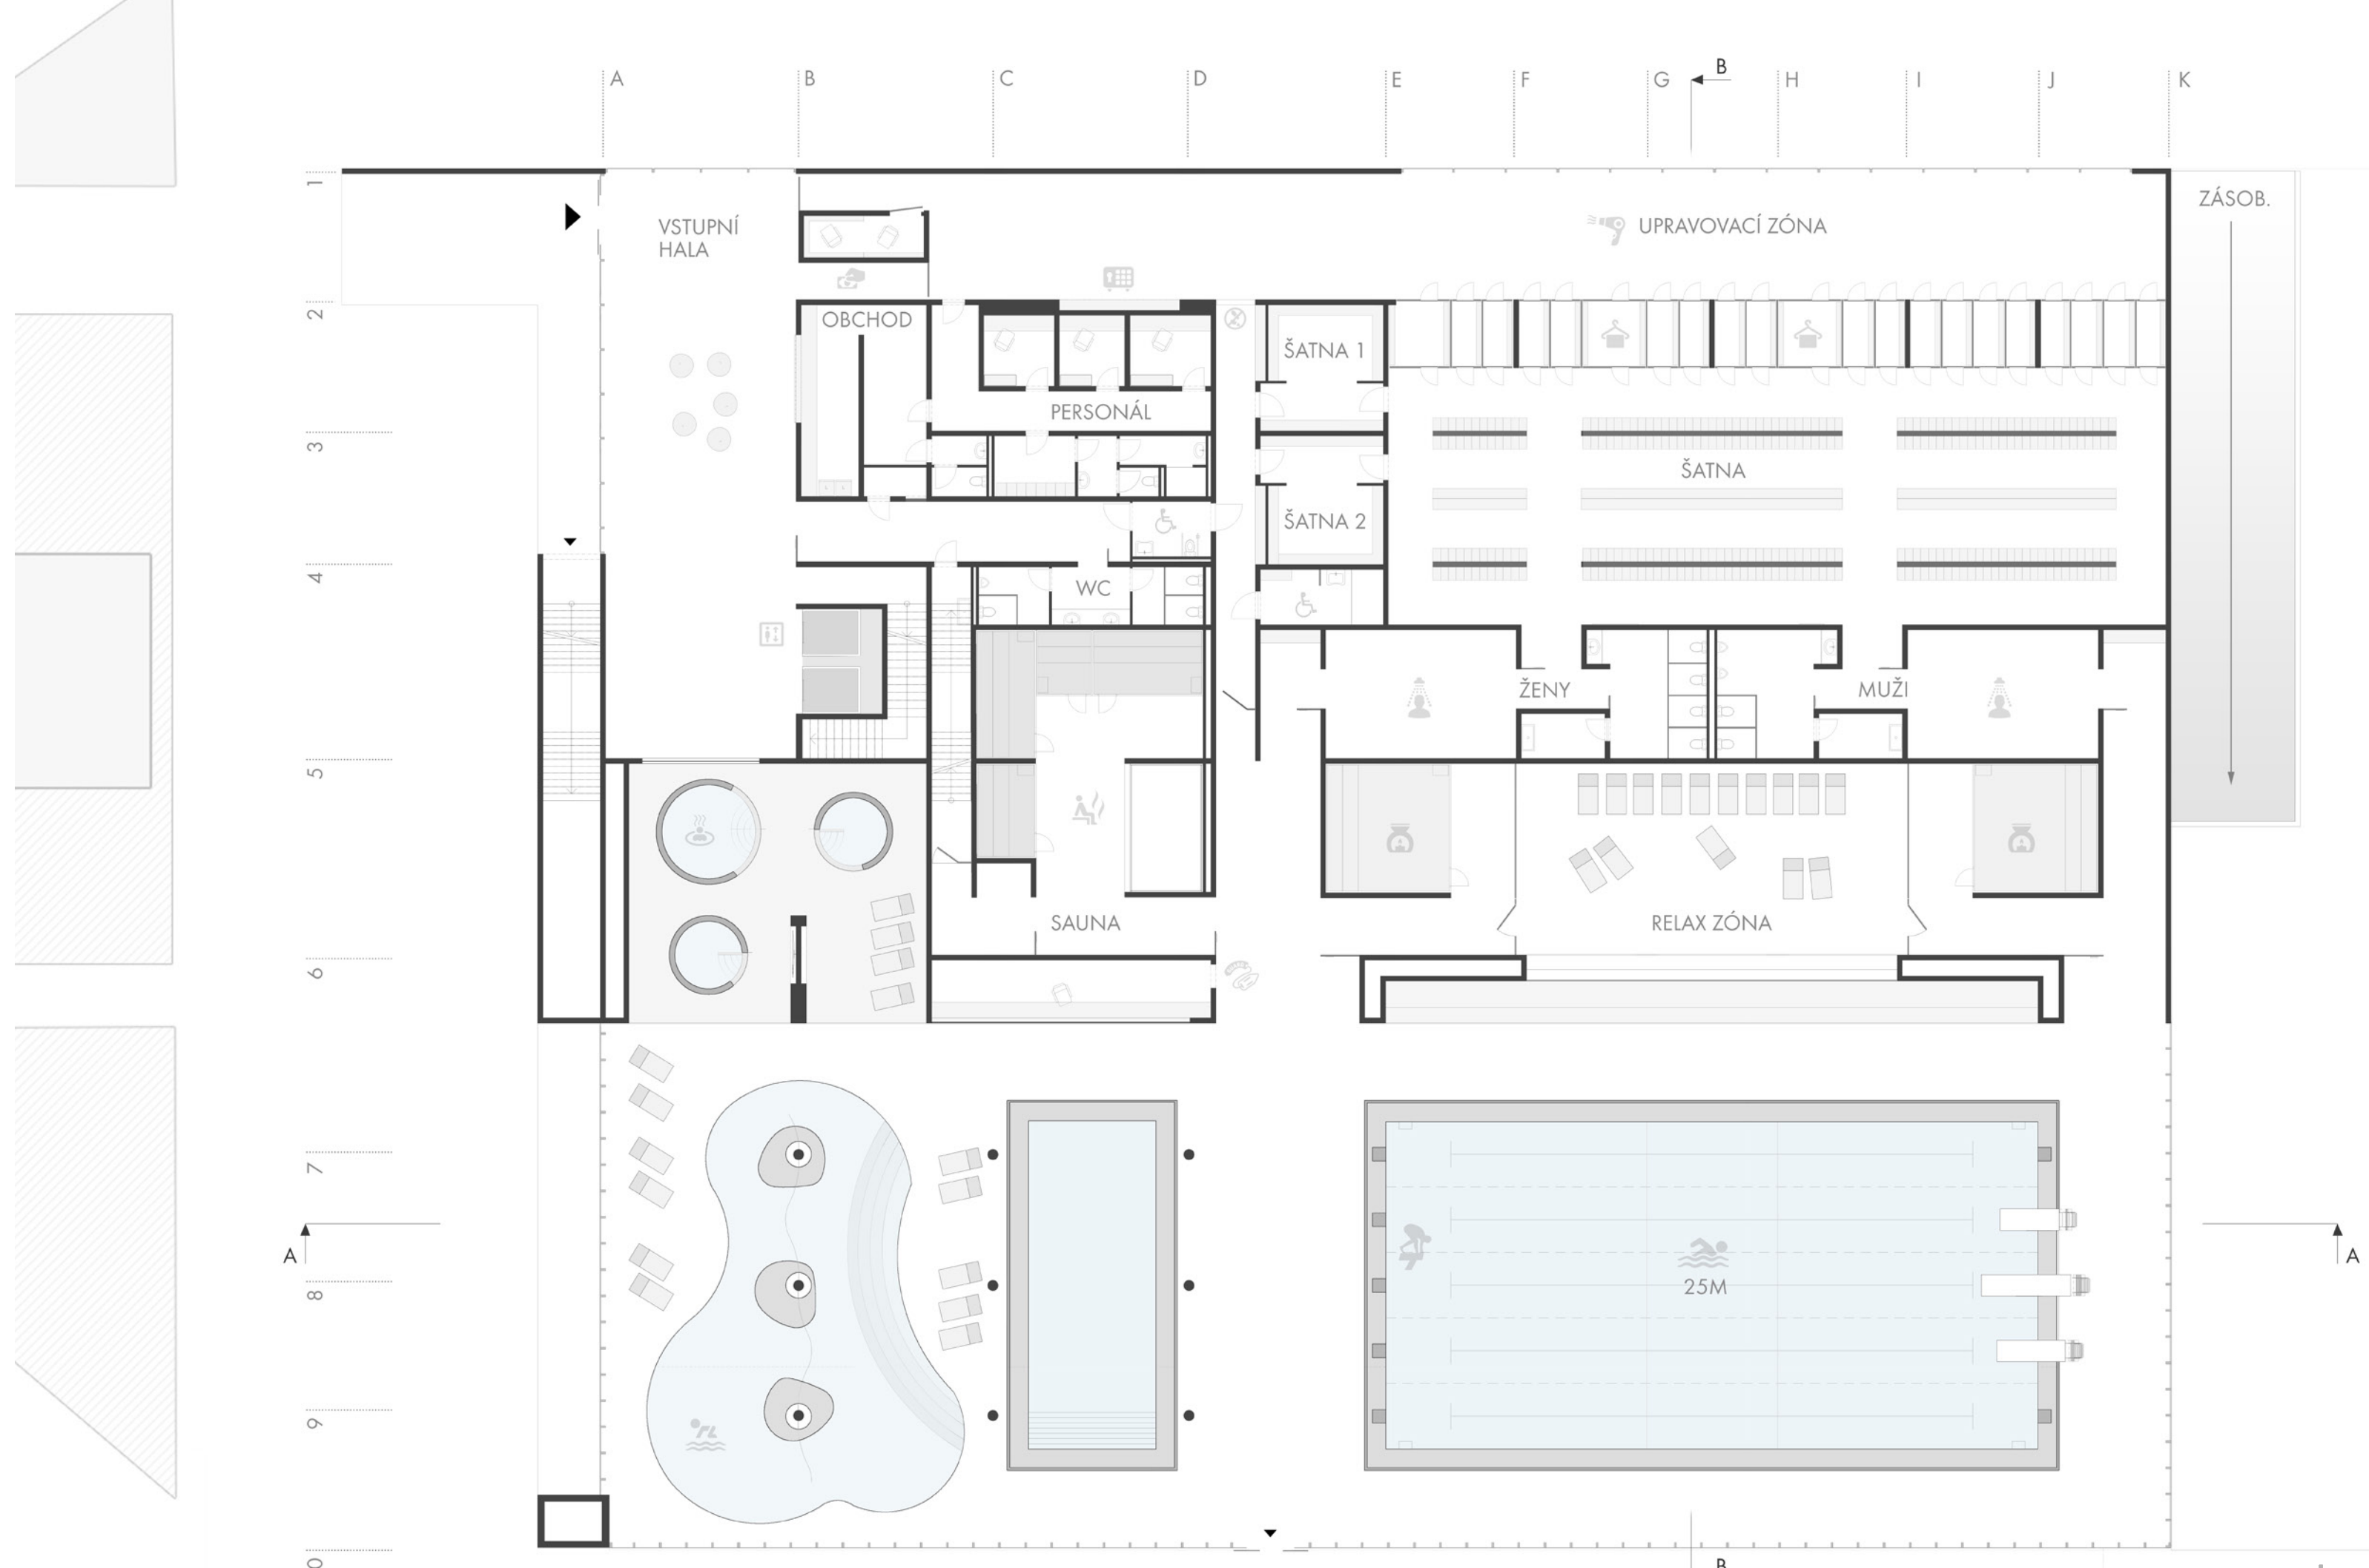 A B C D E F G B H I J K
1
ZÁSOB.
VSTUPNÍ
HALA
UPRAVOVACÍ ZÓNA
2
OBCHOD
ŠATNA 1
PERSONÁL
3
ŠATNA
ŠATNA 2
4
WC
ŽENY
MUŽI
5
SAUNA
RELAX ZÓNA
6
7
A
A
8
25M
9
B